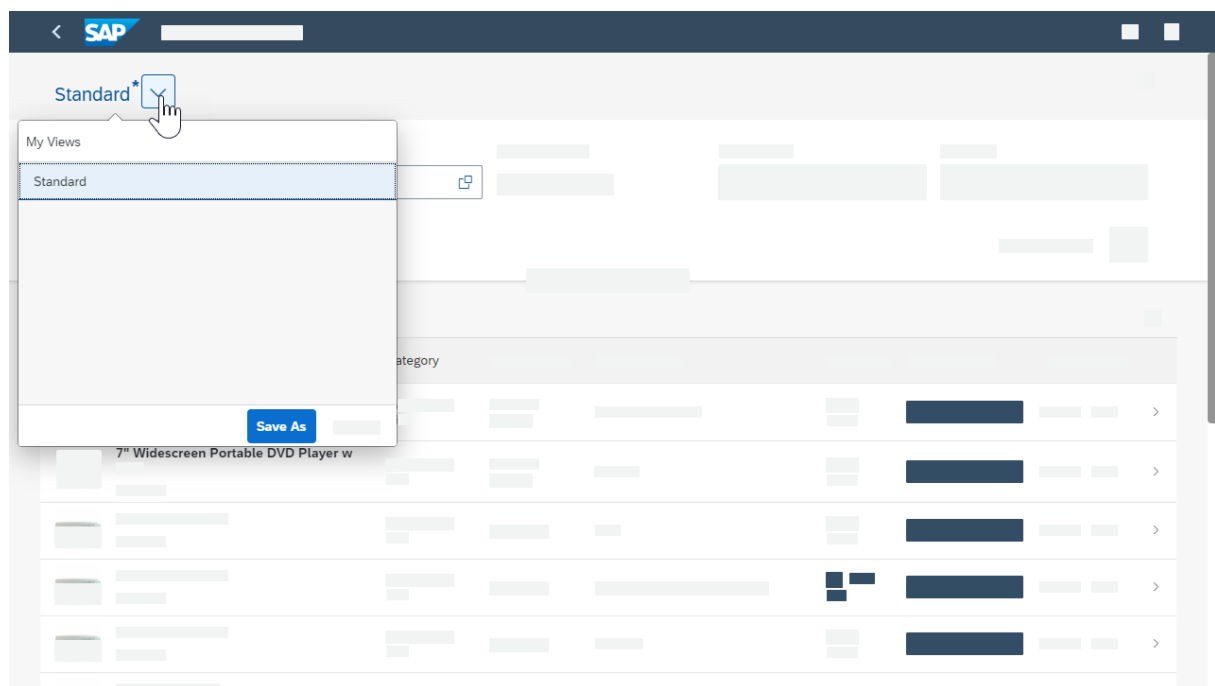 SAP
Standard*
My Views
Standard
ategory
Save As
7" Widescreen Portable DVD Player w